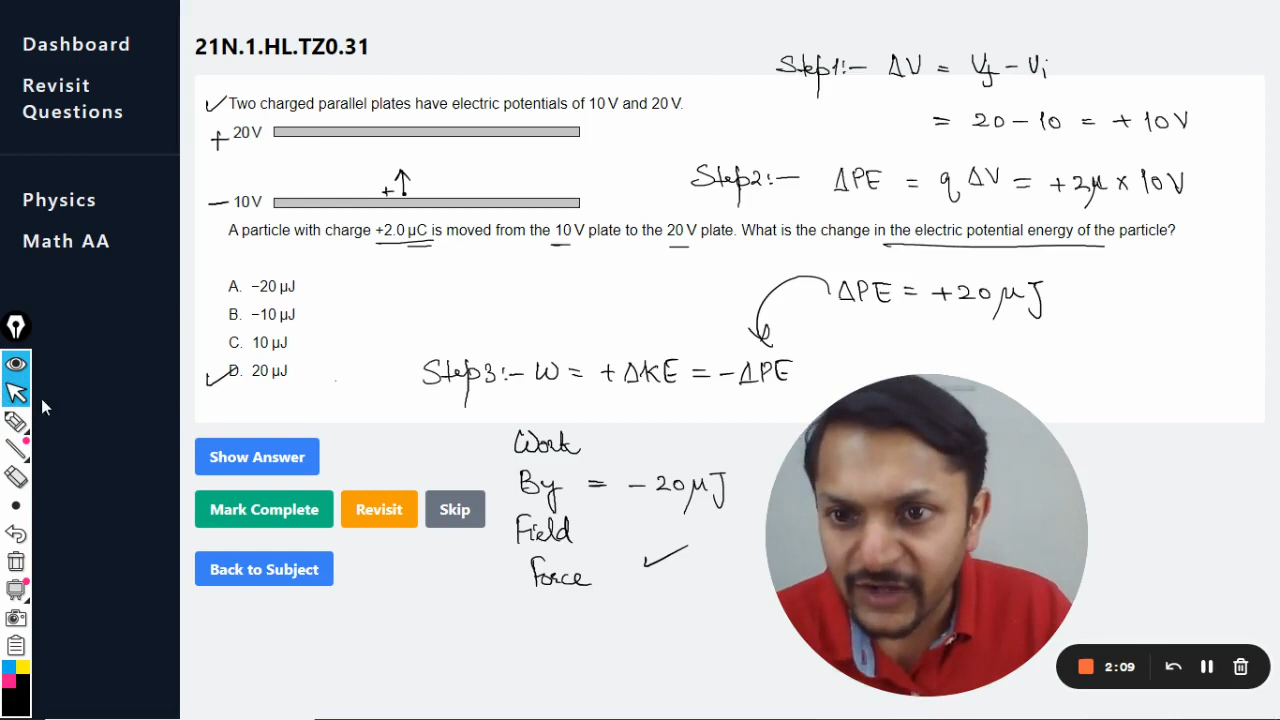 Dashboard
Revisit
Questions
Physics
Math AA
21N.1.HL.TZ0.31
Step1:- ΔV = Vf - Vi
= 20 - 10 = + 10V
Two charged parallel plates have electric potentials of 10 V and 20 V.
+ 20 V
Step2:- ΔPE = q ΔV = +2μ x 10V
+
- 10 V
A particle with charge +2.0 μC is moved from the 10 V plate to the 20 V plate. What is the change in the electric potential energy of the particle?
A. −20 μJ
B. −10 μJ
C. 10 μJ
D. 20 μJ
ΔPE = +20μJ
Step3:- W = +ΔKE = -ΔPE
Work
By = -20μJ
Field
Force
Show Answer
Mark Complete
Revisit
Skip
Back to Subject
2:09